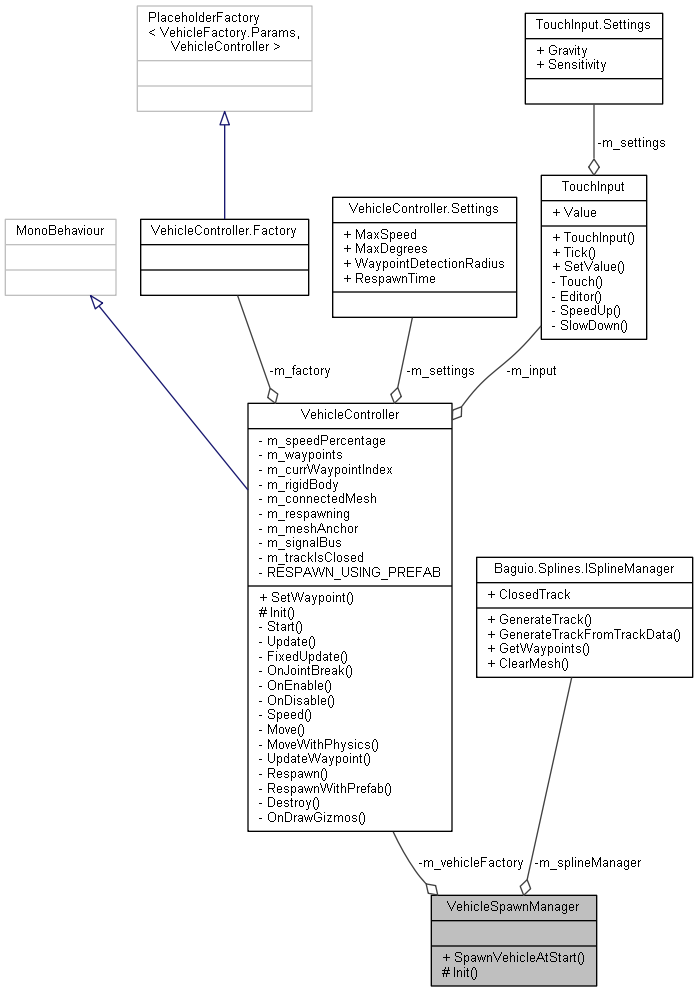 PlaceholderFactory
< VehicleFactory.Params,
VehicleController >
TouchInput.Settings
+ Gravity
+ Sensitivity
-m_settings
MonoBehaviour
VehicleController.Factory
VehicleController.Settings
+ MaxSpeed
+ MaxDegrees
+ WaypointDetectionRadius
+ RespawnTime
TouchInput
+ Value
+ TouchInput()
+ Tick()
+ SetValue()
- Touch()
- Editor()
- SpeedUp()
- SlowDown()
-m_factory
-m_settings
-m_input
VehicleController
- m_speedPercentage
- m_waypoints
- m_currWaypointIndex
- m_rigidBody
- m_connectedMesh
- m_respawning
- m_meshAnchor
- m_signalBus
- m_trackIsClosed
- RESPAWN_USING_PREFAB
+ SetWaypoint()
# Init()
- Start()
- Update()
- FixedUpdate()
- OnJointBreak()
- OnEnable()
- OnDisable()
- Speed()
- Move()
- MoveWithPhysics()
- UpdateWaypoint()
- Respawn()
- RespawnWithPrefab()
- Destroy()
- OnDrawGizmos()
Baguio.Splines.ISplineManager
+ ClosedTrack
+ GenerateTrack()
+ GenerateTrackFromTrackData()
+ GetWaypoints()
+ ClearMesh()
-m_vehicleFactory
-m_splineManager
VehicleSpawnManager
+ SpawnVehicleAtStart()
# Init()